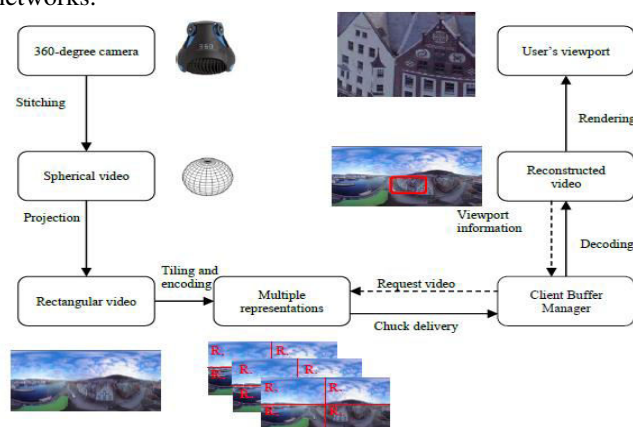 networks.
360-degree camera
360
User's viewport
Stitching
Rendering
Spherical video
Reconstructed
video
Projection
Viewport
information
Decoding
Tiling and
encoding
Rectangular video
Multiple
representations
Request video
Client Buffer
Manager
Chuck delivery
R
R
R
R
R
R
R
R